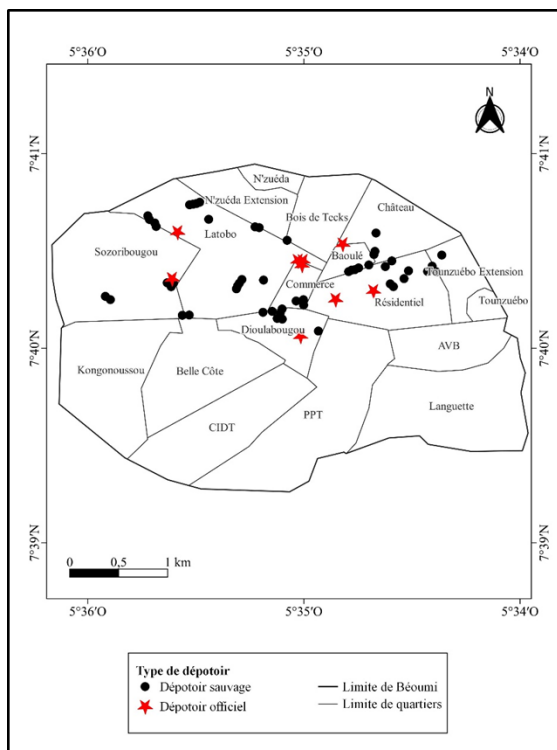 5°36'O 5°35'O 5°34'O
N
7°41'N 7°41'N
N'zuéda
N'zuéda Extension
Bois de Tecks
Château
Latobo
Sozoribougou
Baoulé
Commerce
Tounzuébo Extension
Résidentiel
Tounzuébo
Dioulabougou
7°40'N 7°40'N
AVB
Kongonoussou
Belle Côte
PPT
Languette
CIDT
7°39'N 7°39'N
0 0,5 1 km
5°36'O 5°35'O 5°34'O
Type de dépotoir
Dépotoir sauvage
Dépotoir officiel
Limite de Béoumi
Limite de quartiers